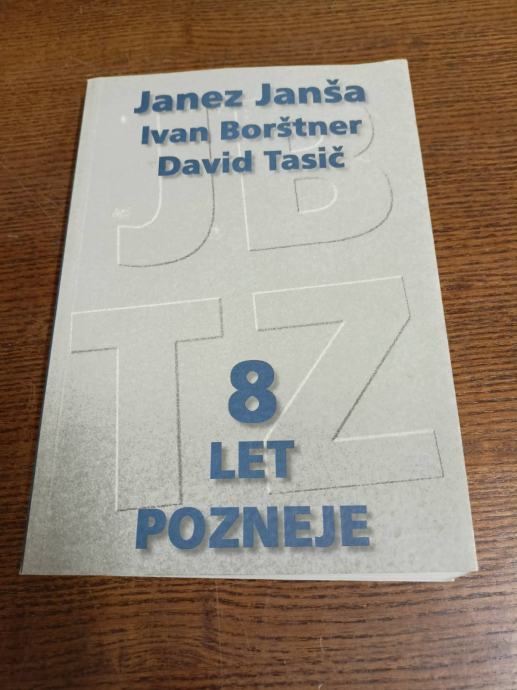 Janez Janša
Ivan Borštner
David Tasič
JB
TZ
8
LET
POZNEJE